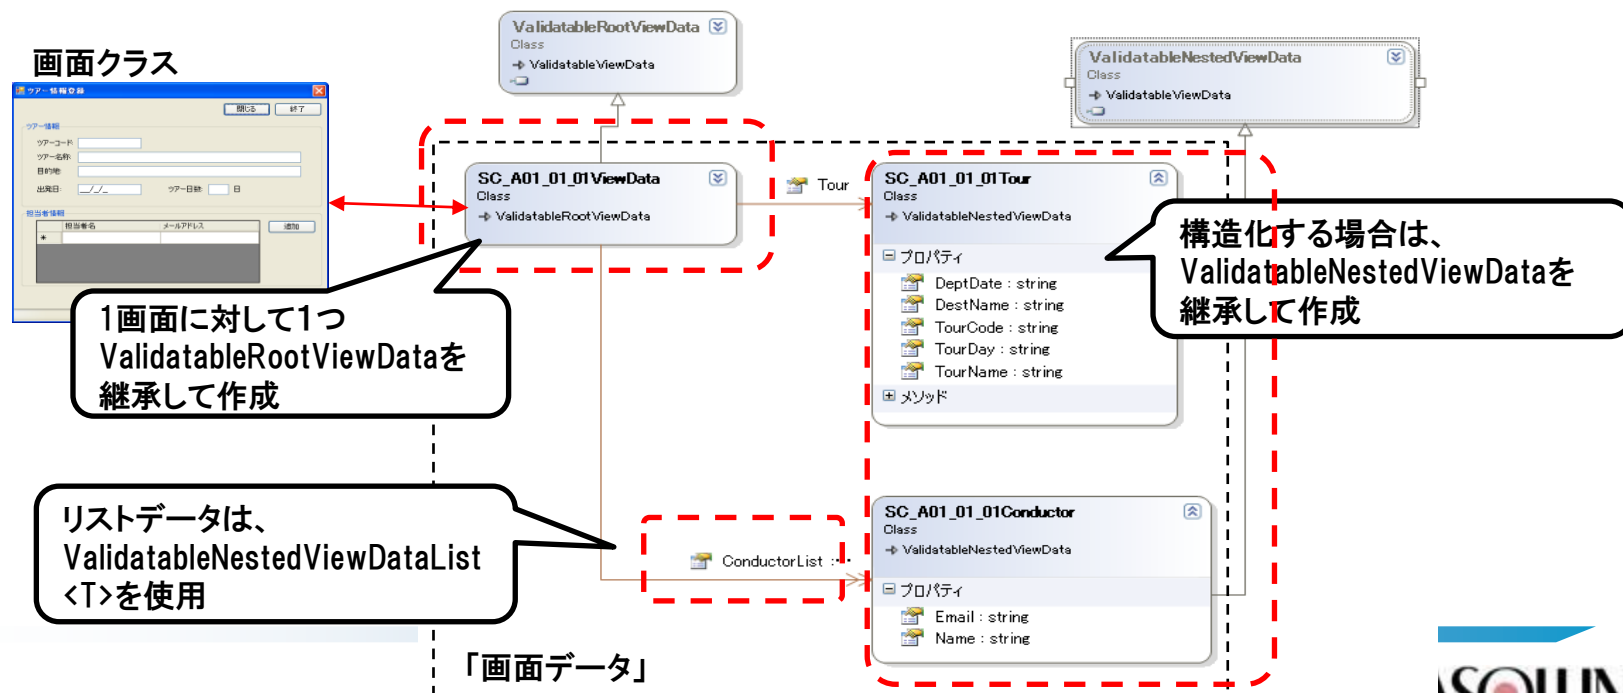 画面クラス
ツアー情報登録
閉じる
終了
ツアー情報
ツアーコード:
ツアー名称:
目的地:
出発日:
__/_/_
ツアー日数:
日
担当者情報
担当者名
メールアドレス
追加
*
1画面に対して1つ
ValidatableRootViewDataを
継承して作成
ValidatableRootViewData
Class
ValidatableViewData
ValidatableNestedViewData
Class
ValidatableViewData
SC_A01_01_01ViewData
Class
ValidatableRootViewData
Tour
SC_A01_01_01Tour
Class
ValidatableNestedViewData
プロパティ
DeptDate : string
DestName : string
TourCode : string
TourDay : string
TourName : string
メソッド
構造化する場合は、
ValidatableNestedViewDataを
継承して作成
リストデータは、
ValidatableNestedViewDataList
<T>を使用
ConductorList :・・
SC_A01_01_01Conductor
Class
ValidatableNestedViewData
プロパティ
Email : string
Name : string
「画面データ」